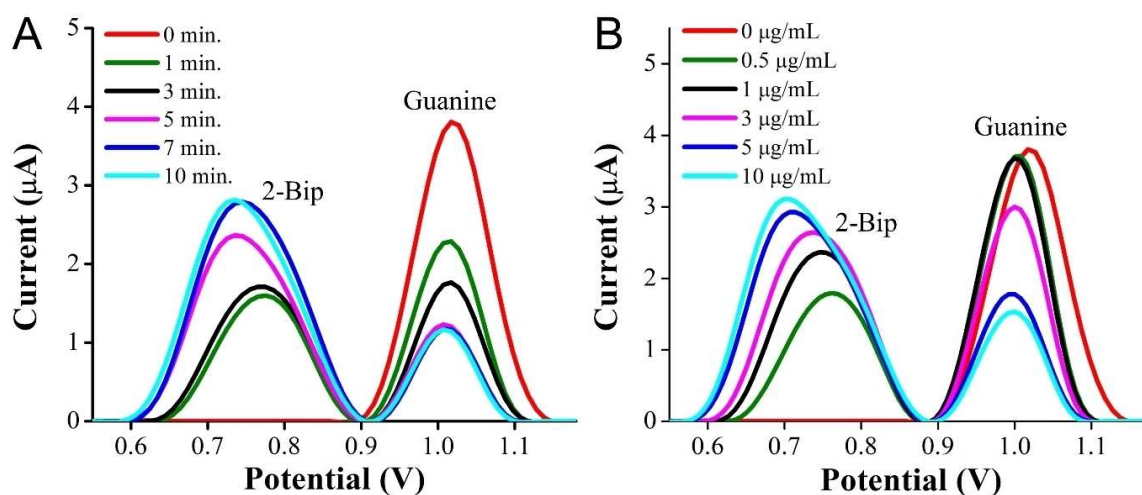 A
5
4
3
2
1
0
Current (µA)
0 min.
1 min.
3 min.
5 min.
7 min.
10 min.
2-Bip
Guanine
0.6 0.7 0.8 0.9 1.0 1.1
Potential (V)
B
5
4
3
2
1
0
Current (µA)
0 µg/mL
0.5 µg/mL
1 µg/mL
3 µg/mL
5 µg/mL
10 µg/mL
2-Bip
Guanine
0.6 0.7 0.8 0.9 1.0 1.1
Potential (V)